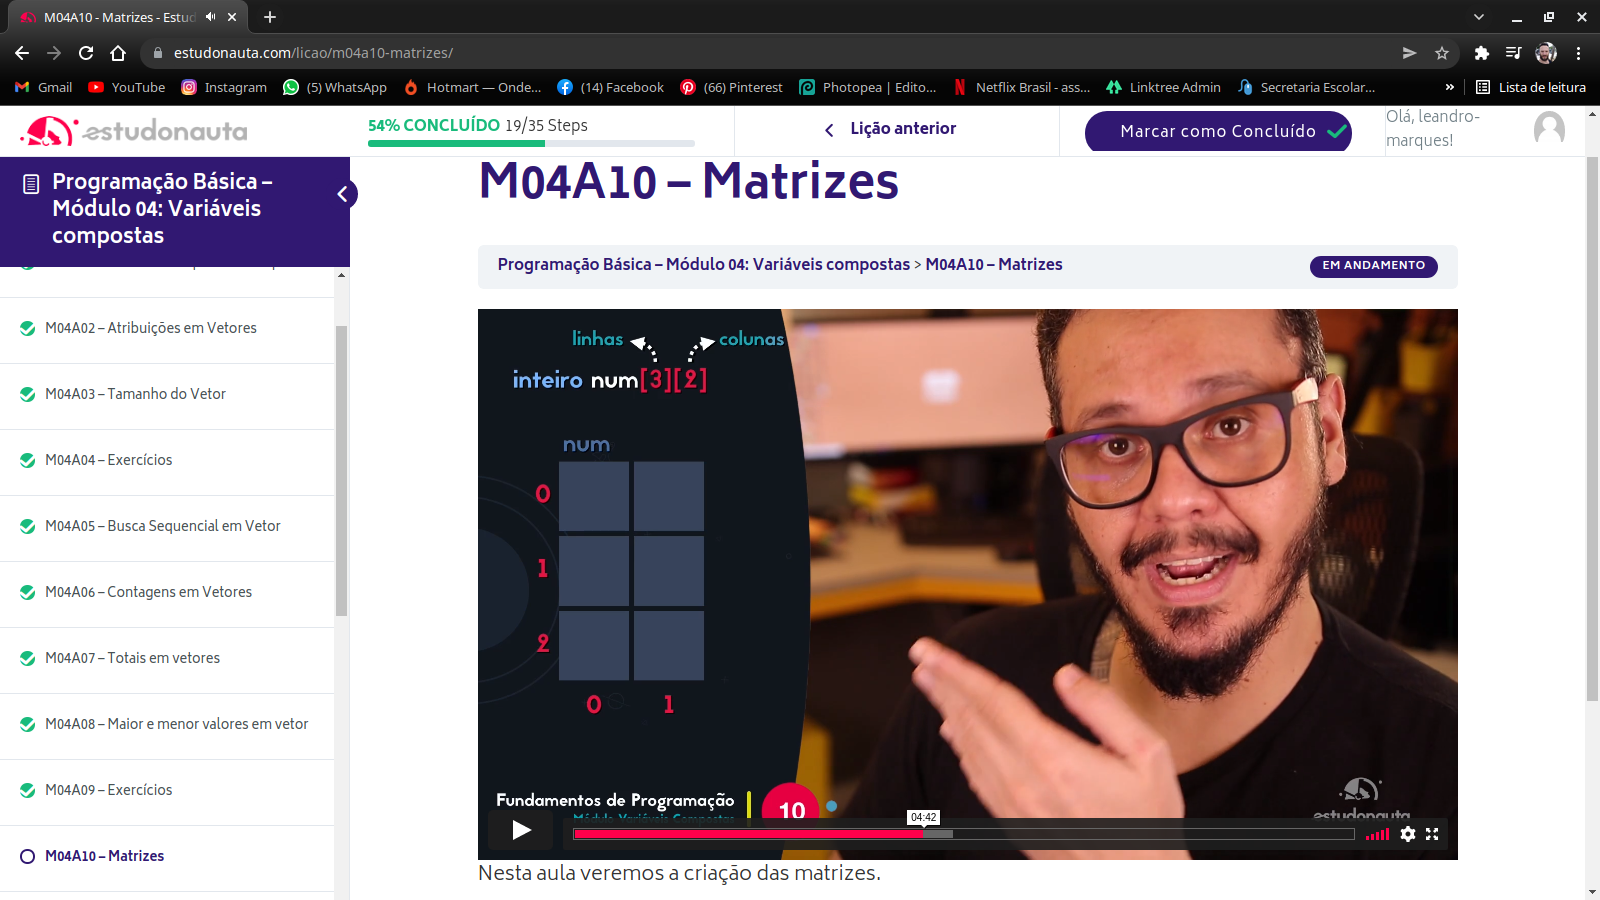 M04A10 - Matrizes - Estud
estudonauta.com/licao/m04a10-matrizes/
Gmail
YouTube
Instagram
(5) WhatsApp
Hotmart — Onde...
(14) Facebook
(66) Pinterest
Photopea | Edito...
Netflix Brasil - ass...
Linktree Admin
Secretaria Escolar...
»
Lista de leitura
estudonauta
54% CONCLUÍDO 19/35 Steps
Lição anterior
Marcar como Concluído
Olá, leandro-
marques!
Programação Básica –
Módulo 04: Variáveis
compostas
M04A02 – Atribuições em Vetores
M04A03 – Tamanho do Vetor
M04A04 – Exercícios
M04A05 – Busca Sequencial em Vetor
M04A06 – Contagens em Vetores
M04A07 – Totais em vetores
M04A08 – Maior e menor valores em vetor
M04A09 – Exercícios
M04A10 – Matrizes
M04A10 – Matrizes
Programação Básica – Módulo 04: Variáveis compostas > M04A10 – Matrizes
EM ANDAMENTO
linhas colunas
inteiro num[3][2]
num
0
1
2
0 1
Fundamentos de Programação
Módulo Variáveis Compostas
10
04:42
estudonauta
Nesta aula veremos a criação das matrizes.